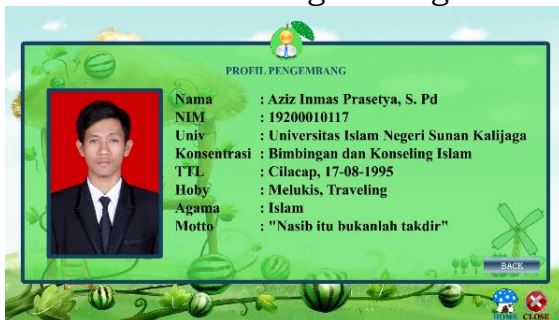 PROFIL PENGEMBANG
Nama : Aziz Inmas Prasetya, S. Pd
NIM : 19200010117
Univ : Universitas Islam Negeri Sunan Kalijaga
Konsentrasi : Bimbingan dan Konseling Islam
TTL : Cilacap, 17-08-1995
Hoby : Melukis, Traveling
Agama : Islam
Motto : "Nasib itu bukanlah takdir"
BACK
HOME CLOSE